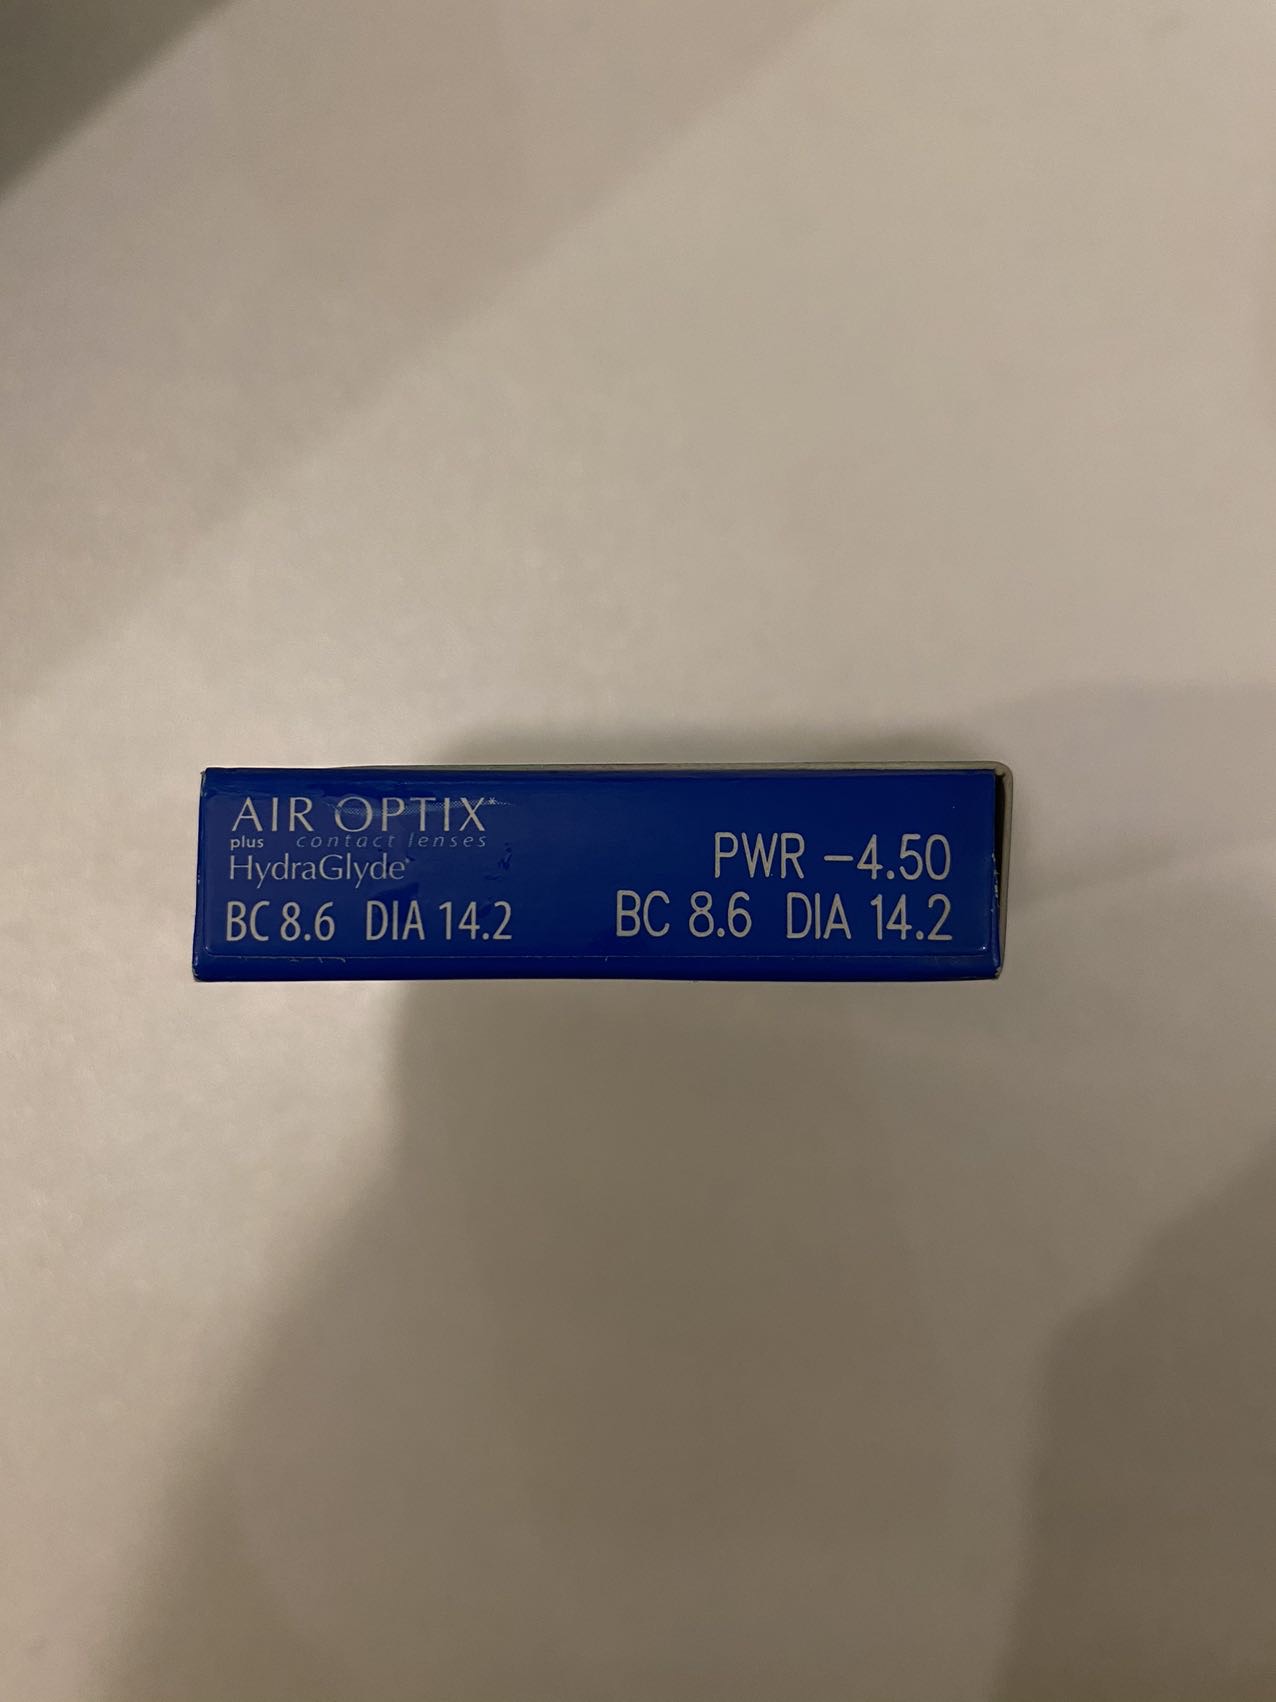 AIR OPTIX*
plus contact lenses
HydraGlyde*
BC 8.6 DIA 14.2
PWR -4.50
BC 8.6 DIA 14.2